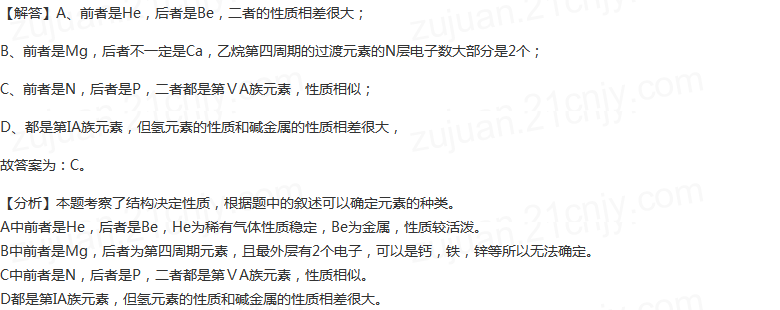 【解答】A、前者是He，后者是Be，二者的性质相差很大；
B、前者是Mg，后者不一定是Ca，乙烷第四周期的过渡元素的N层电子数大部分是2个；
C、前者是N，后者是P，二者都是第ⅤA族元素，性质相似；
D、都是第IA族元素，但氢元素的性质和碱金属的性质相差很大，
故答案为：C。
【分析】本题考察了结构决定性质，根据题中的叙述可以确定元素的种类。
A中前者是He，后者是Be，He为稀有气体性质稳定，Be为金属，性质较活泼。
B中前者是Mg，后者为第四周期元素，且最外层有2个电子，可以是钙，铁，锌等所以无法确定。
C中前者是N，后者是P，二者都是第ⅤA族元素，性质相似。
D都是第IA族元素，但氢元素的性质和碱金属的性质相差很大。
zujuan.21cnjy.com
zujuan.21cnjy.com
zujuan.21cnjy.com